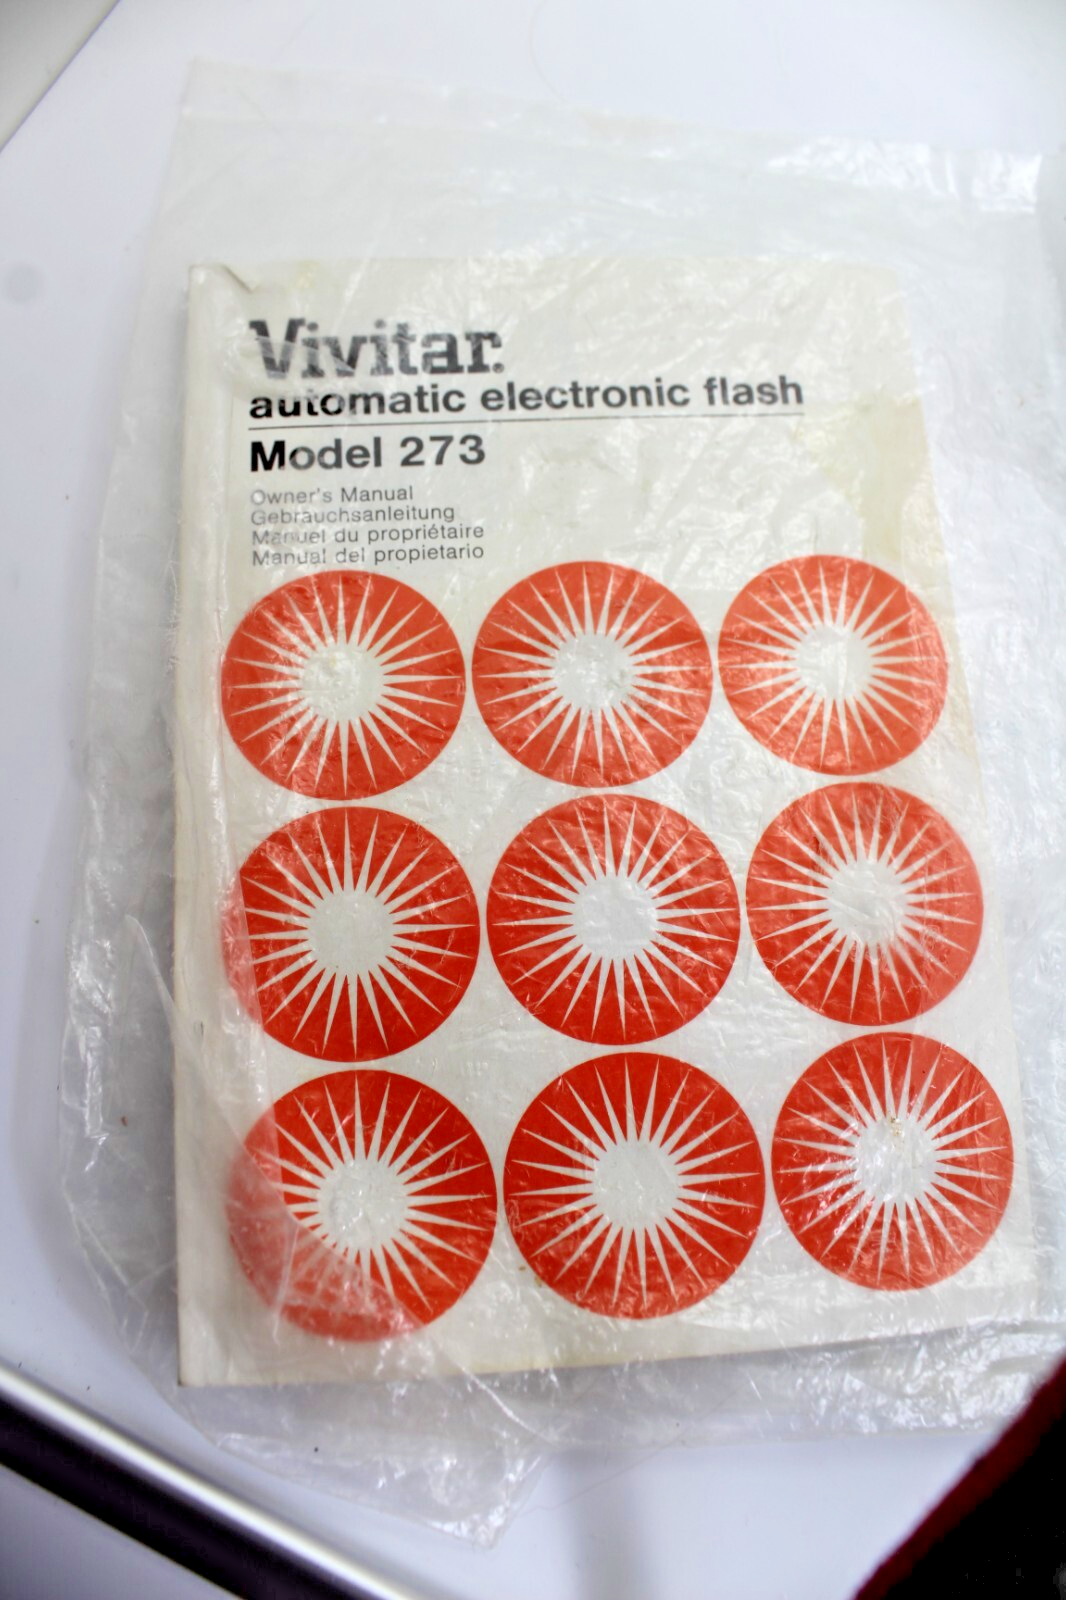 Vivitar.
automatic electronic flash
Model 273
Owner's Manual
Gebrauchsanleitung
Manuel du propriétaire
Manual del propietario